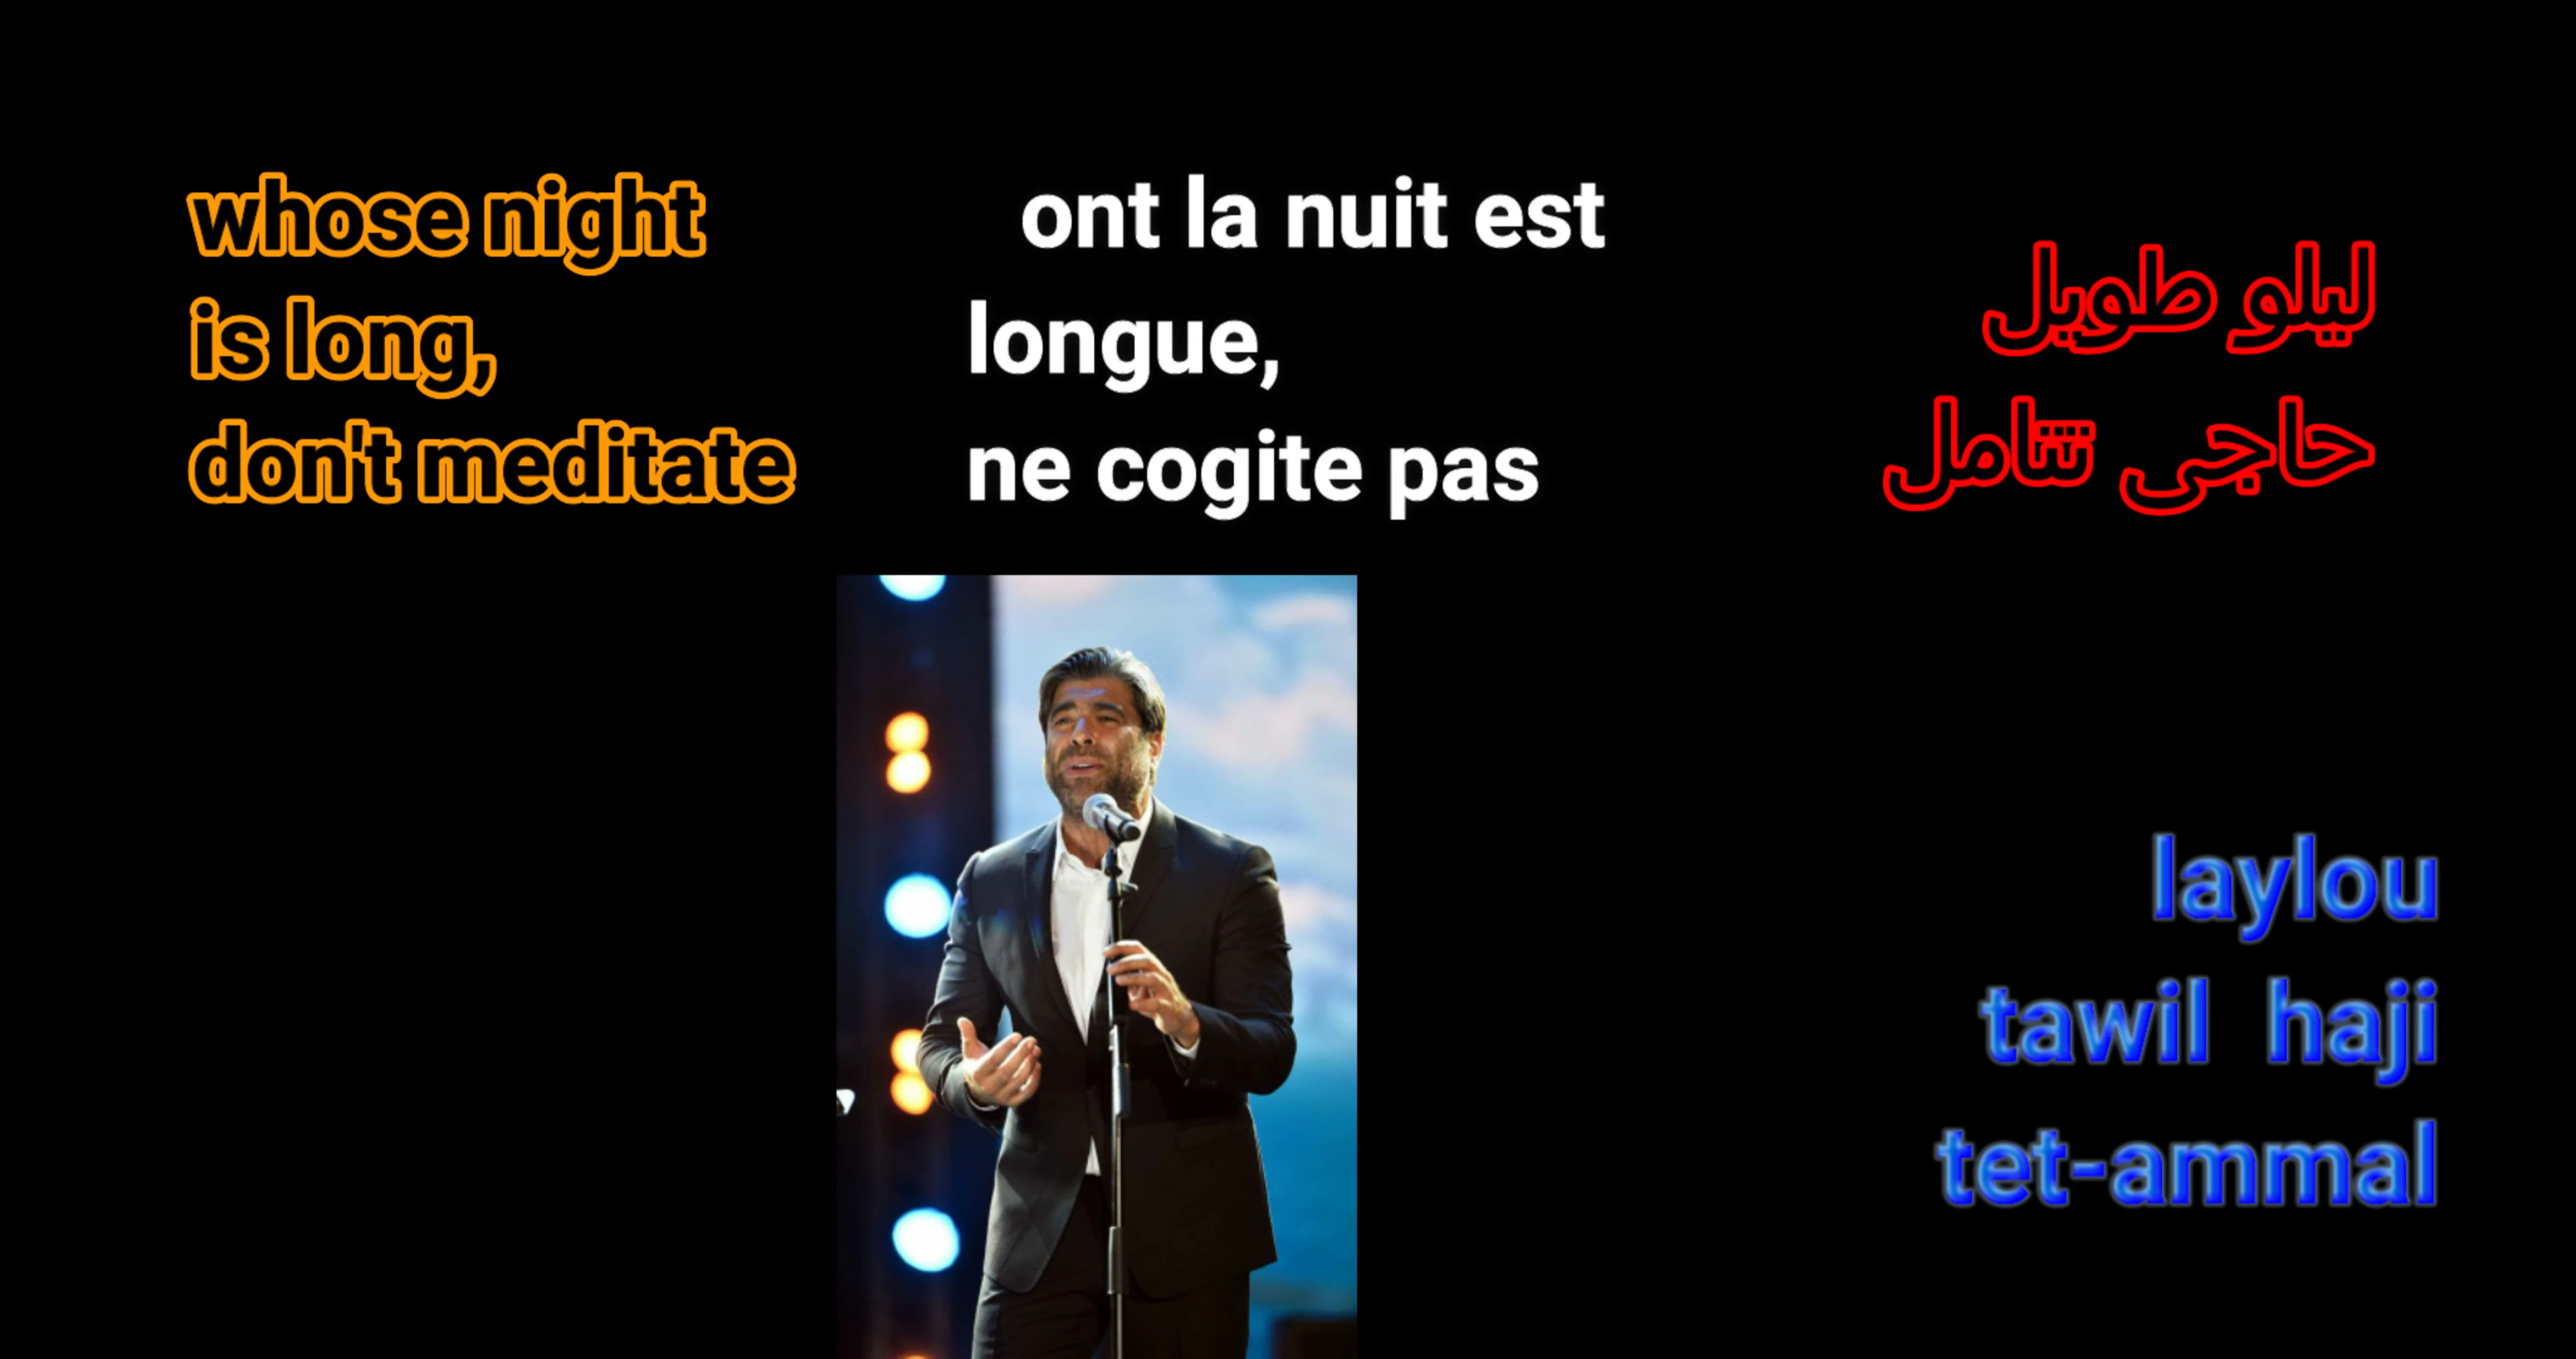 whose night
is long,
don't meditate
ont la nuit est
longue,
ne cogite pas
ليلو طويل
حاجى تتامل
laylou
tawil haji
tet-ammal